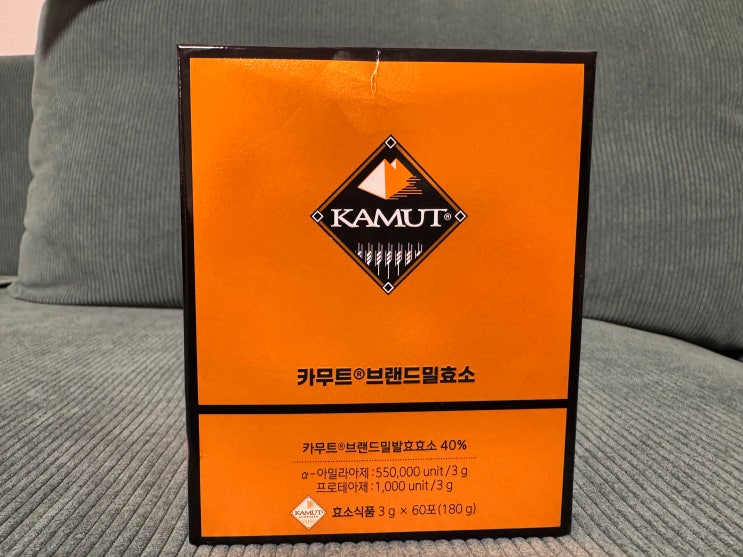 KAMUT®
카무트®브랜드밀효소
카무트®브랜드밀발효효소 40%
α-아밀라아제:550,000 unit/3 g
프로테아제:1,000 unit/3 g
KAMUT
효소식품 3 g × 60포(180 g)